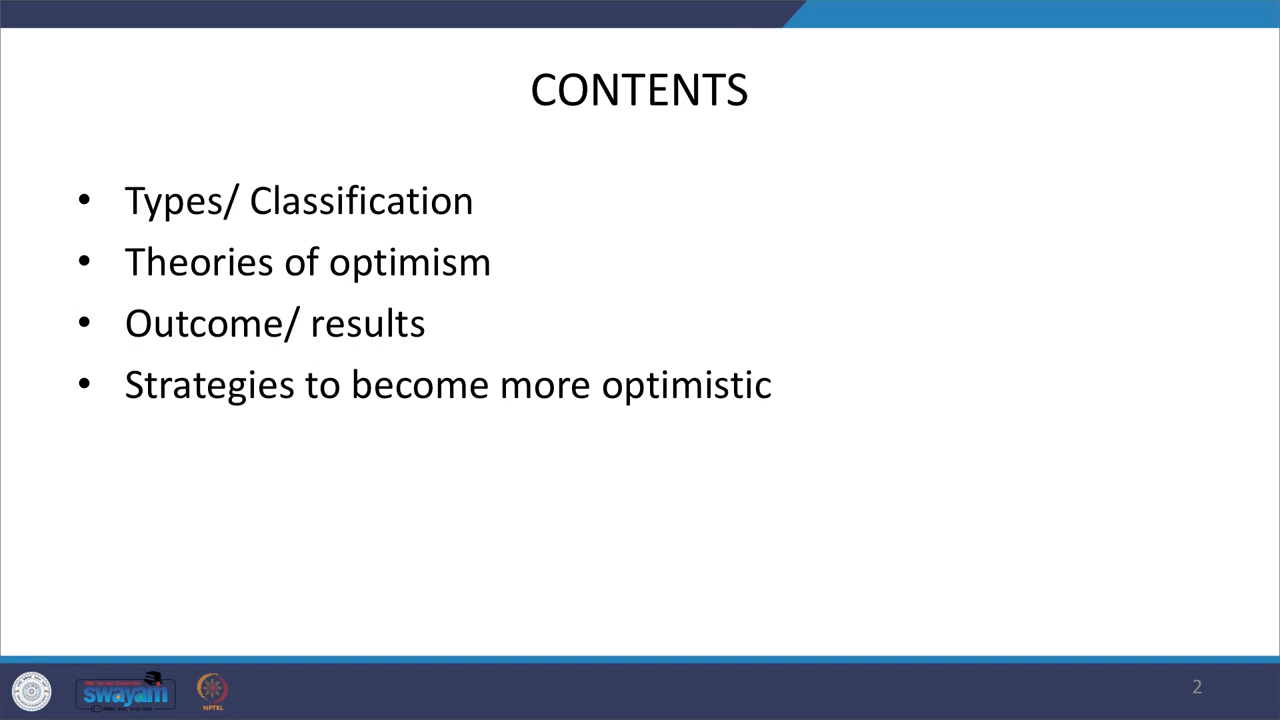 CONTENTS
• Types/ Classification
• Theories of optimism
• Outcome/ results
• Strategies to become more optimistic
swayam
NPTEL
2